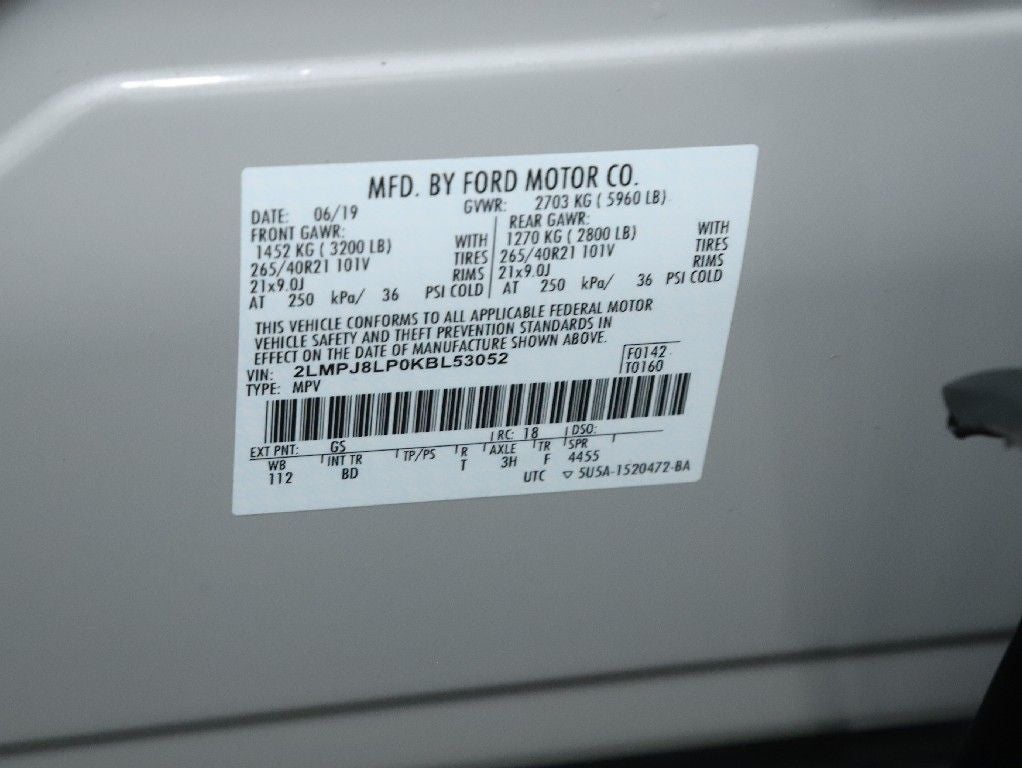 MFD. BY FORD MOTOR CO.
DATE: 06/19 GVWR: 2703 KG ( 5960 LB)
FRONT GAWR: REAR GAWR:
1452 KG ( 3200 LB) WITH 1270 KG ( 2800 LB) WITH
265/40R21 101V TIRES 265/40R21 101V TIRES
21x9.0J RIMS 21x9.0J RIMS
AT 250 kPa/ 36 PSI COLD AT 250 kPa/ 36 PSI COLD
THIS VEHICLE CONFORMS TO ALL APPLICABLE FEDERAL MOTOR
VEHICLE SAFETY AND THEFT PREVENTION STANDARDS IN
EFFECT ON THE DATE OF MANUFACTURE SHOWN ABOVE.
VIN: 2LMPJ8LP0KBL53052 F0142
TYPE: MPV T0160
EXT PNT: GS RC: 18 DSO:
WB INT TR TP/PS R AXLE TR SPR
112 BD T 3H F 4455
UTC ▽ 5U5A-1520472-BA